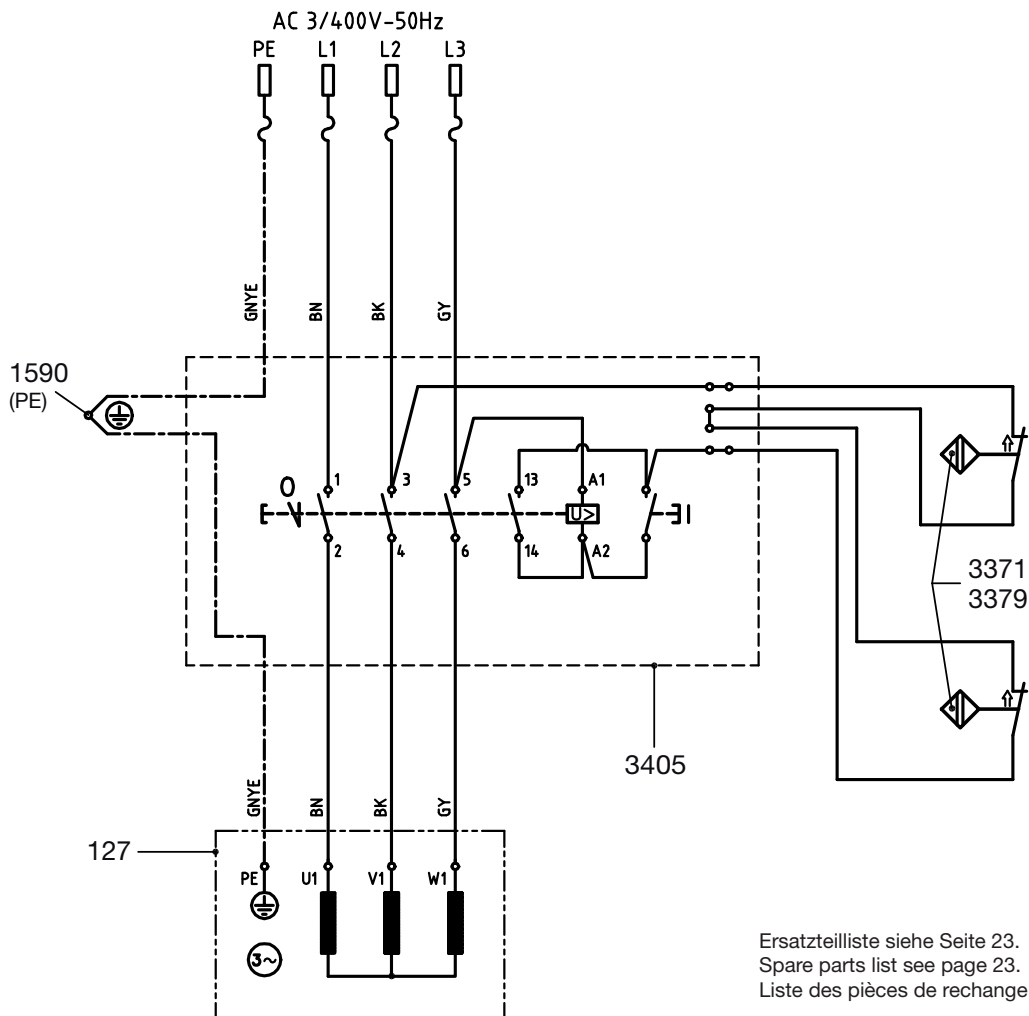 AC 3/400V-50Hz
PE L1 L2 L3
GNYE BN BK GY
1590
(PE)
O 1 3 5 13 A1
U> I
2 4 6 14 A2
3371
3379
3405
GNYE BN BK GY
127
PE U1 V1 W1
3~
Ersatzteilliste siehe Seite 23.
Spare parts list see page 23.
Liste des pièces de rechange